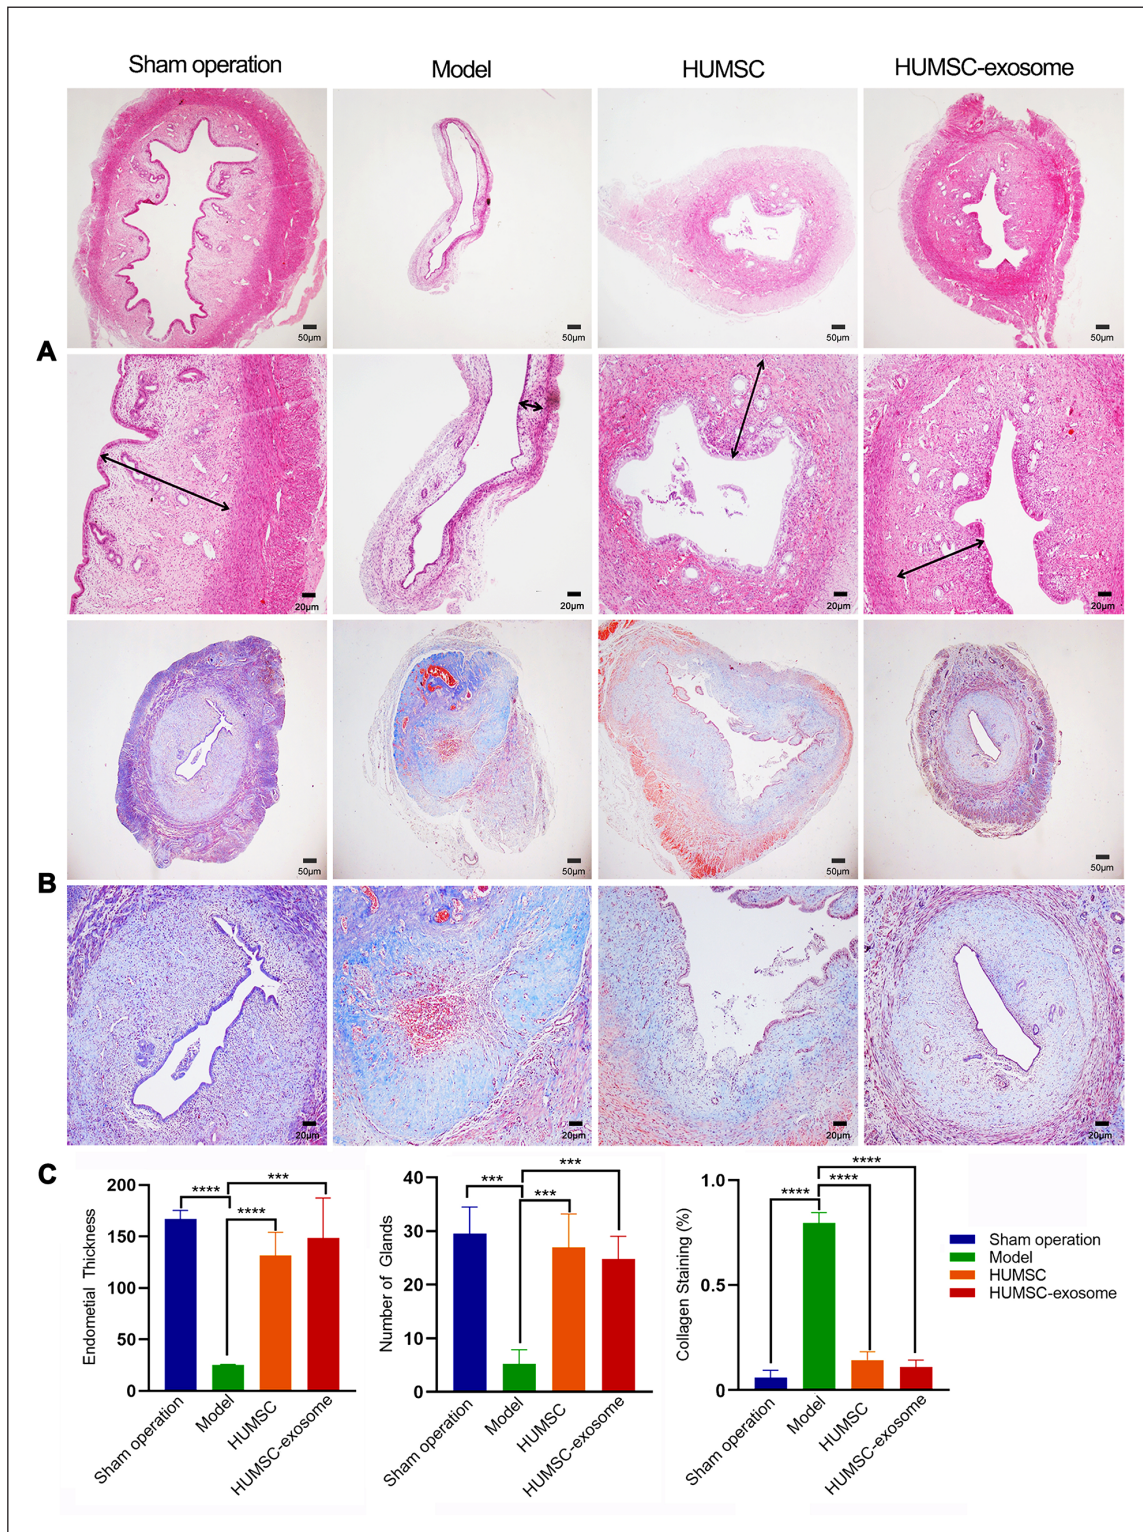 Sham operation
Model
HUMSC
HUMSC-exosome
50µm
50µm
50µm
50µm
A
20µm
20µm
20µm
20µm
50µm
50µm
50µm
50µm
B
20µm
20µm
20µm
20µm
C
Endometial Thickness
200
150
100
50
0
****
***
****
Sham operation
Model
HUMSC
HUMSC-exosome
Number of Glands
40
30
20
10
0
***
***
***
Sham operation
Model
HUMSC
HUMSC-exosome
Collagen Staining (%)
1.0
0.5
0
****
****
****
Sham operation
Model
HUMSC
HUMSC-exosome
Sham operation
Model
HUMSC
HUMSC-exosome